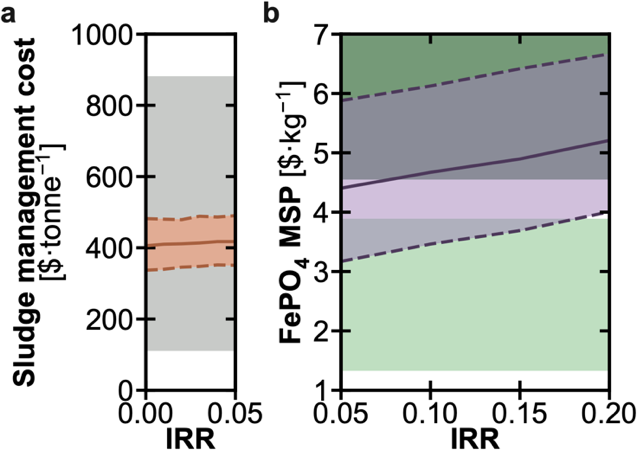 a
Sludge management cost
[$·tonne⁻¹]
1000
800
600
400
200
0
0.00 0.05
IRR
b
FePO₄ MSP [$·kg⁻¹]
7
6
5
4
3
2
1
0.05 0.10 0.15 0.20
IRR